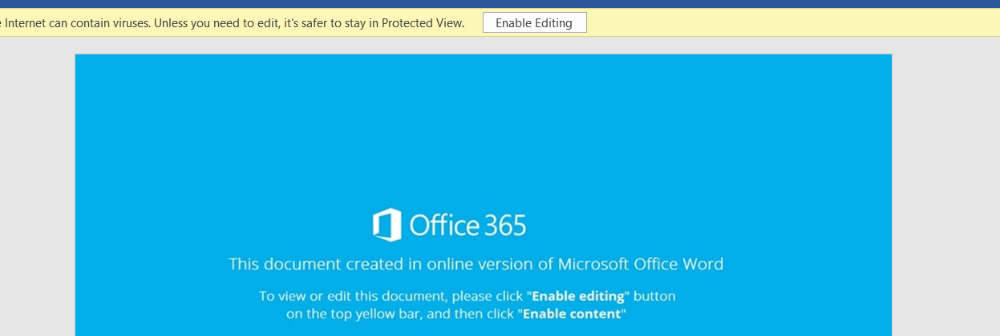 Internet can contain viruses. Unless you need to edit, it's safer to stay in Protected View. Enable Editing
Office 365
This document created in online version of Microsoft Office Word
To view or edit this document, please click "Enable editing" button
on the top yellow bar, and then click "Enable content"